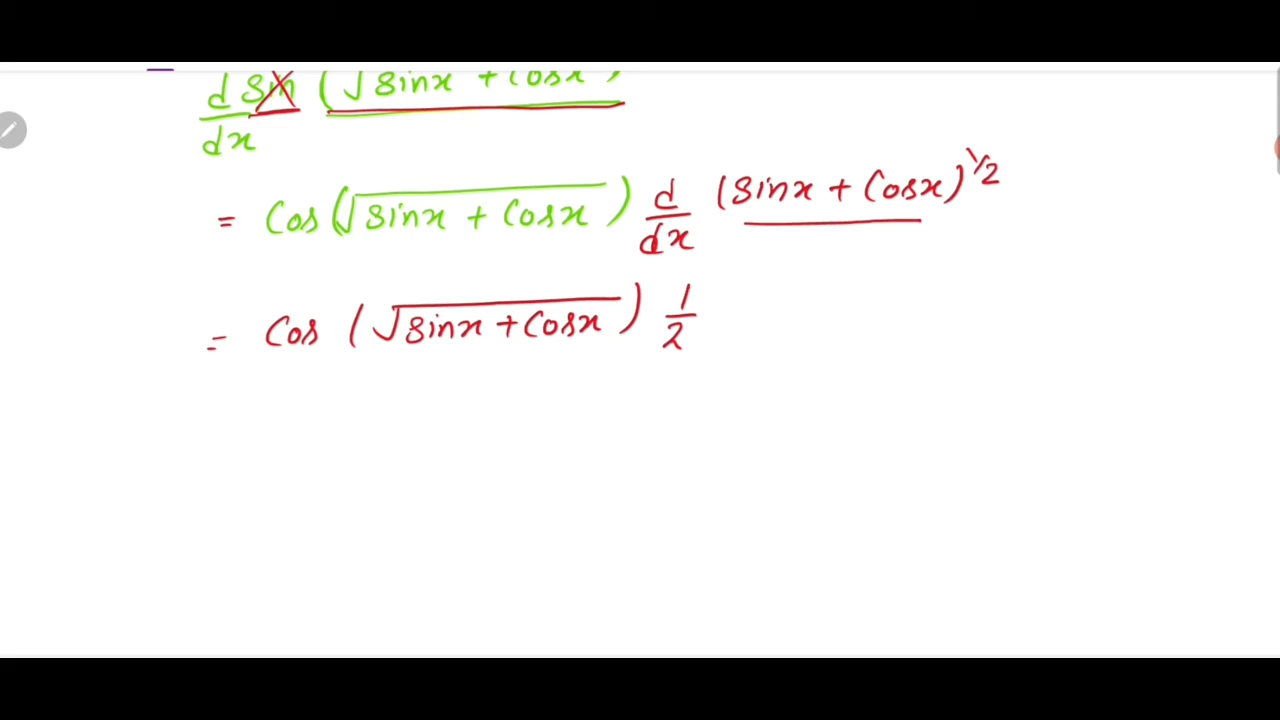 d/dx Sin (√sinx + cosx)
= Cos(√sinx + Cosx) d/dx (sinx + Cosx)^1/2
= Cos (√sinx + Cosx) 1/2